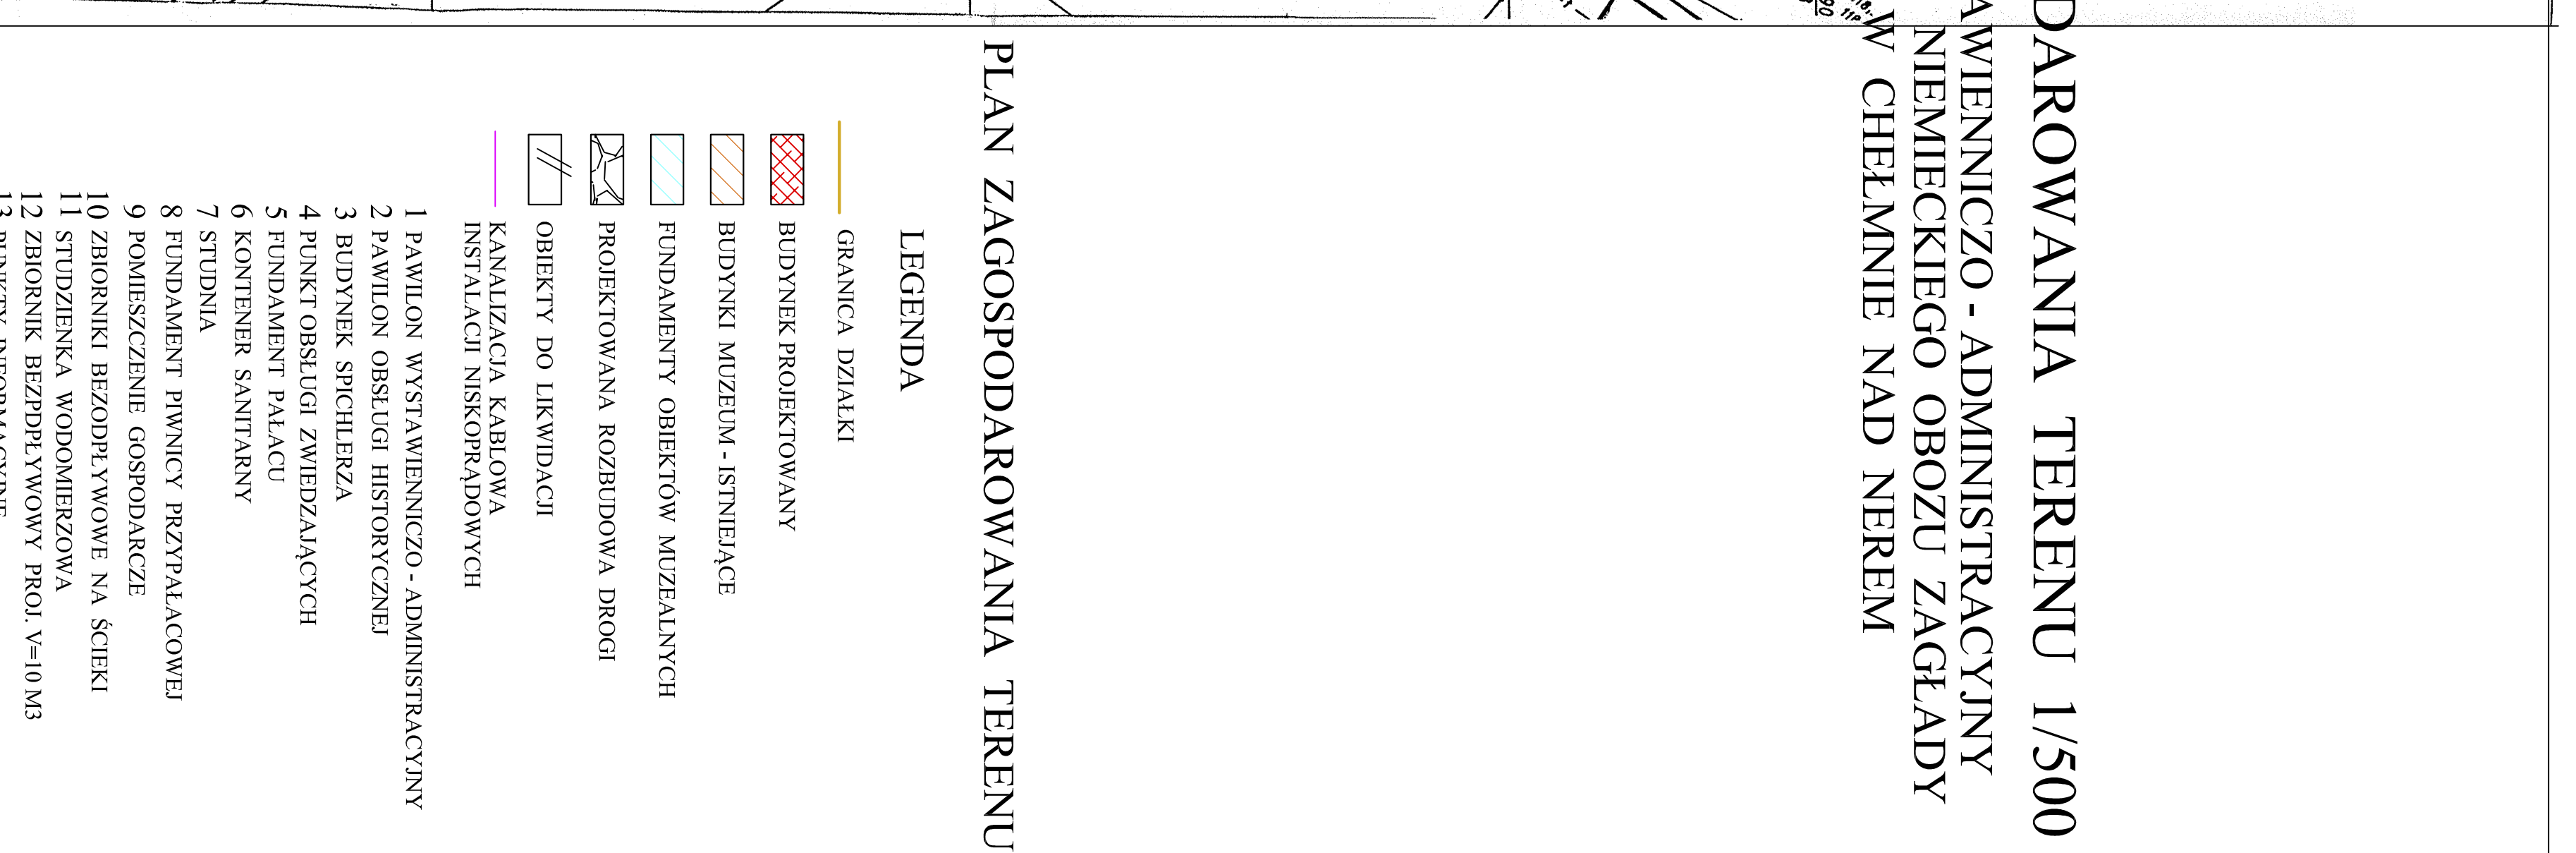 DAROWANIA TERENU 1/500
AWIENNICZO - ADMINISTRACYJNY
NIEMIECKIEGO OBOZU ZAGŁADY
W CHEŁMNIE NAD NEREM
PLAN ZAGOSPODAROWANIA TERENU
LEGENDA
GRANICA DZIAŁKI
BUDYNEK PROJEKTOWANY
BUDYNKI MUZEUM - ISTNIEJĄCE
FUNDAMENTY OBIEKTÓW MUZEALNYCH
PROJEKTOWANA ROZBUDOWA DROGI
OBIEKTY DO LIKWIDACJI
KANALIZACJA KABLOWA
INSTALACJI NISKOPRĄDOWYCH
1 PAWILON WYSTAWIENNICZO - ADMINISTRACYJNY
2 PAWILON OBSŁUGI HISTORYCZNEJ
3 BUDYNEK SPICHLERZA
4 PUNKT OBSŁUGI ZWIEDZAJĄCYCH
5 FUNDAMENT PAŁACU
6 KONTENER SANITARNY
7 STUDNIA
8 FUNDAMENT PIWNICY PRZYPAŁACOWEJ
9 POMIESZCZENIE GOSPODARCZE
10 ZBIORNIKI BEZODPŁYWOWE NA ŚCIEKI
11 STUDZIENKA WODOMIERZOWA
12 ZBIORNIK BEZPDPŁYWOWY PROJ. V=10 M3
13 PUNKTY INFORMACYJNE